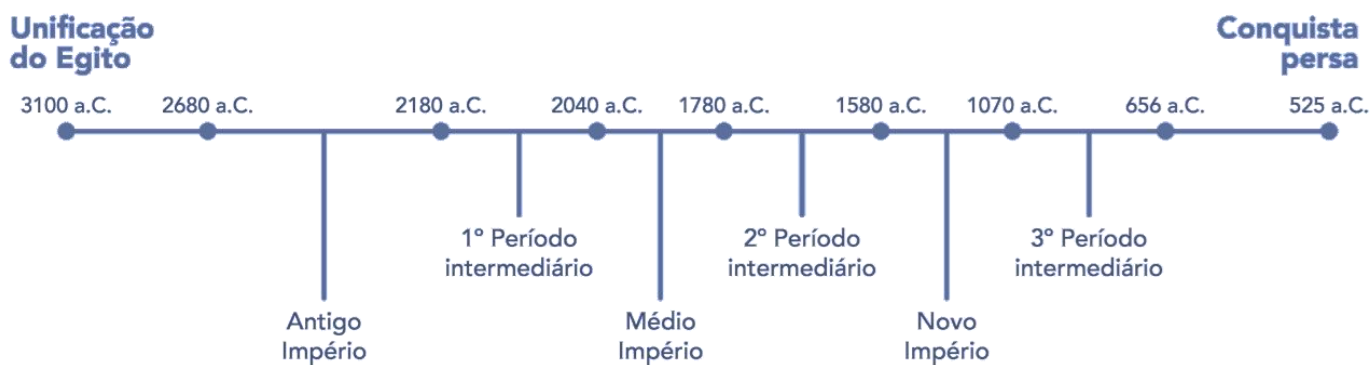 Unificação
do Egito
Conquista
persa
3100 a.C.
2680 a.C.
2180 a.C.
2040 a.C.
1780 a.C.
1580 a.C.
1070 a.C.
656 a.C.
525 a.C.
1º Período
intermediário
2º Período
intermediário
3º Período
intermediário
Antigo
Império
Médio
Império
Novo
Império